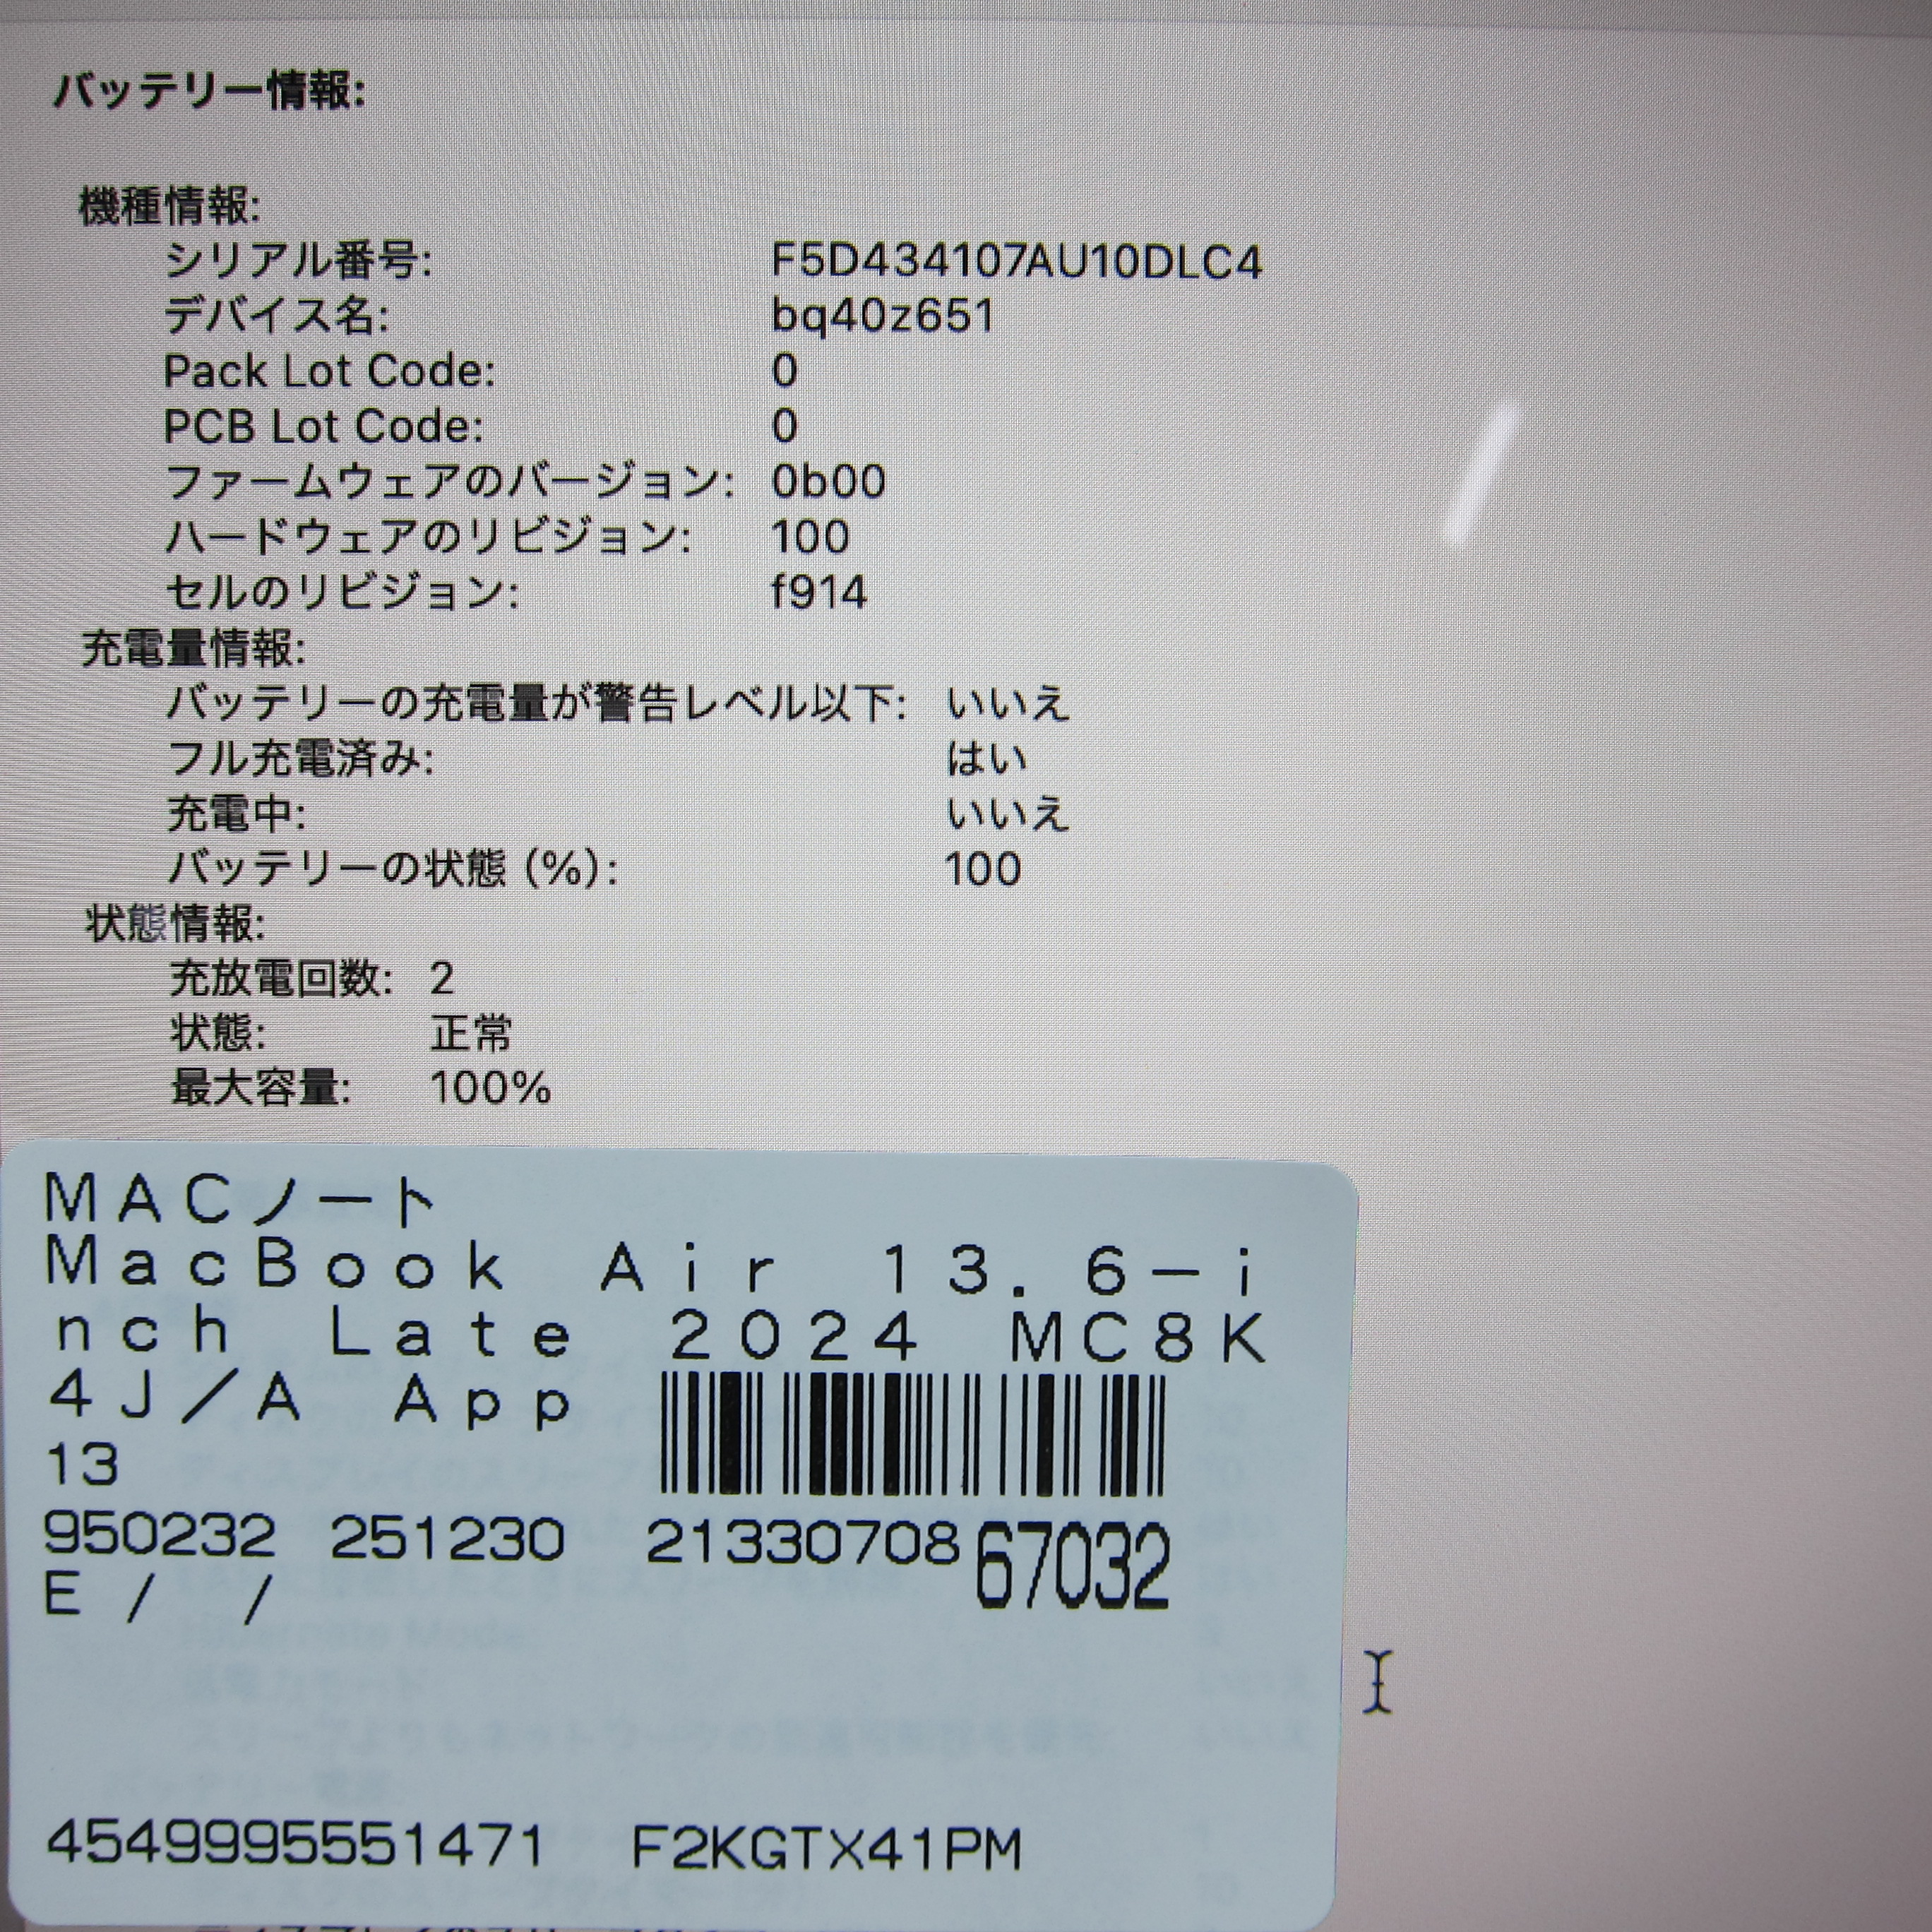 バッテリー情報:
機種情報:
シリアル番号: F5D434107AU10DLC4
デバイス名: bq40z651
Pack Lot Code: 0
PCB Lot Code: 0
ファームウェアのバージョン: 0b00
ハードウェアのリビジョン: 100
セルのリビジョン: f914
充電量情報:
バッテリーの充電量が警告レベル以下: いいえ
フル充電済み: はい
充電中: いいえ
バッテリーの状態 (%): 100
状態情報:
充放電回数: 2
状態: 正常
最大容量: 100%
MACノート
MacBook Air 13.6-i
nch Late 2024 MC8K
4J/A App
13
950232 251230 21330708 67032
E / /
4549995551471 F2KGTX41PM